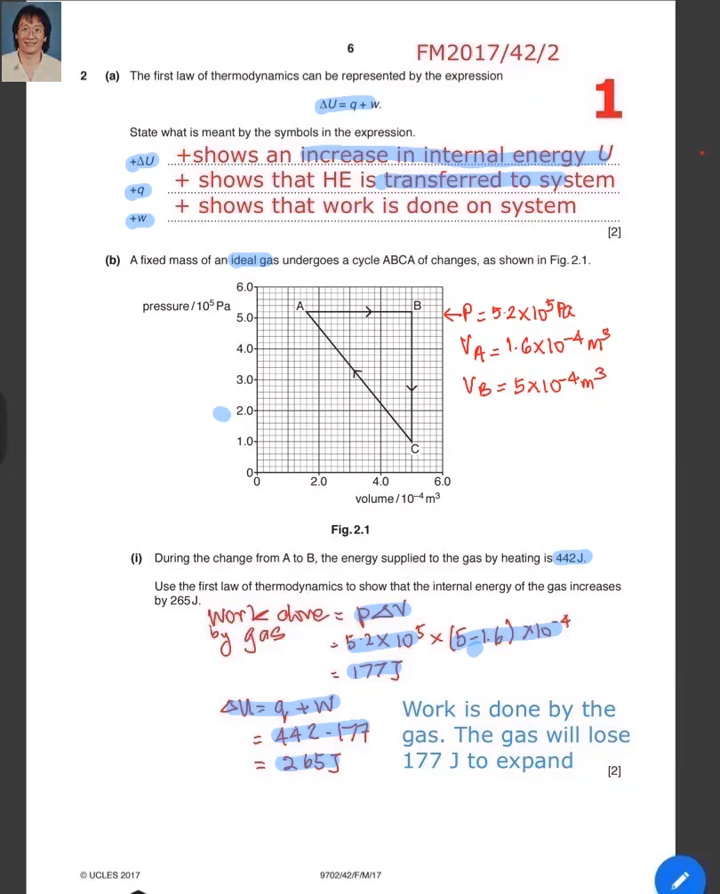 6
FM2017/42/2
2 (a) The first law of thermodynamics can be represented by the expression
ΔU = q + w.
1
State what is meant by the symbols in the expression.
+ΔU +shows an increase in internal energy U
+q + shows that HE is transferred to system
+w + shows that work is done on system
[2]
(b) A fixed mass of an ideal gas undergoes a cycle ABCA of changes, as shown in Fig. 2.1.
pressure / 10⁵ Pa
6.0
5.0
4.0
3.0
2.0
1.0
0
A
B
C
0 2.0 4.0 6.0
volume / 10⁻⁴ m³
←P = 5.2×10⁵Pa
VA = 1.6×10⁻⁴ m³
VB = 5×10⁻⁴m³
Fig. 2.1
(i) During the change from A to B, the energy supplied to the gas by heating is 442 J.
Use the first law of thermodynamics to show that the internal energy of the gas increases
by 265 J.
work done = pΔV
by gas
= 5.2×10⁵ × (5-1.6) ×10⁻⁴
= 177J
ΔU = q + W
= 442 - 177
= 265J
Work is done by the
gas. The gas will lose
177 J to expand
[2]
© UCLES 2017
9702/42/F/M/17